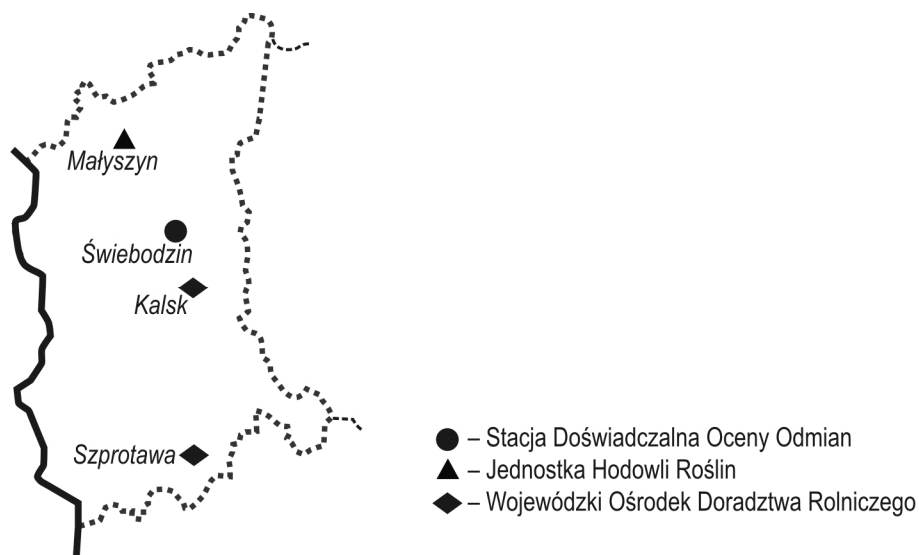 Małyszyn
Świebodzin
Kalsk
Szprotawa
– Stacja Doświadczalna Oceny Odmian
– Jednostka Hodowli Roślin
– Wojewódzki Ośrodek Doradztwa Rolniczego